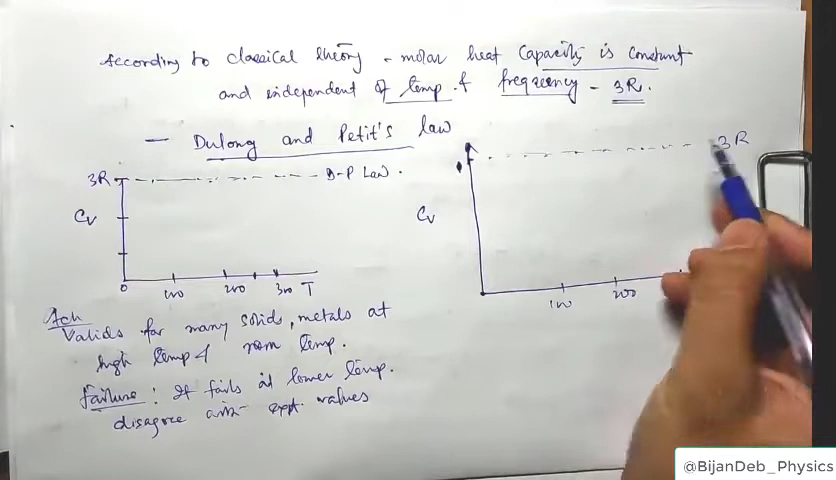 According to classical theory - molar heat capacity is constant
and independent of temp & frequency - 3R.
- Dulong and Petit's law
3R D-P Law.
Cv
0 100 200 300 T
3R
Cv
100 200
Ach
Valids for many solids, metals at
high temp & room temp.
Failure: It fails at lower temp.
disagree with expt values
@BijanDeb_Physics